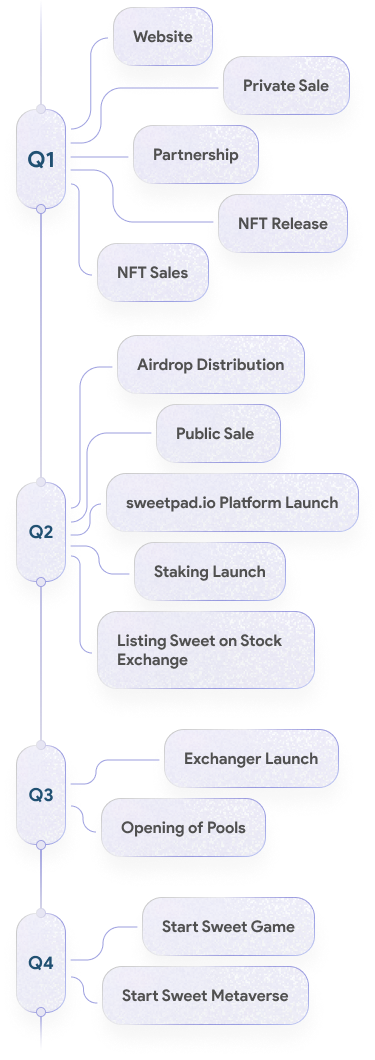 Website
Private Sale
Q1
Partnership
NFT Release
NFT Sales
Airdrop Distribution
Public Sale
sweetpad.io Platform Launch
Q2
Staking Launch
Listing Sweet on Stock
Exchange
Exchanger Launch
Q3
Opening of Pools
Start Sweet Game
Q4
Start Sweet Metaverse